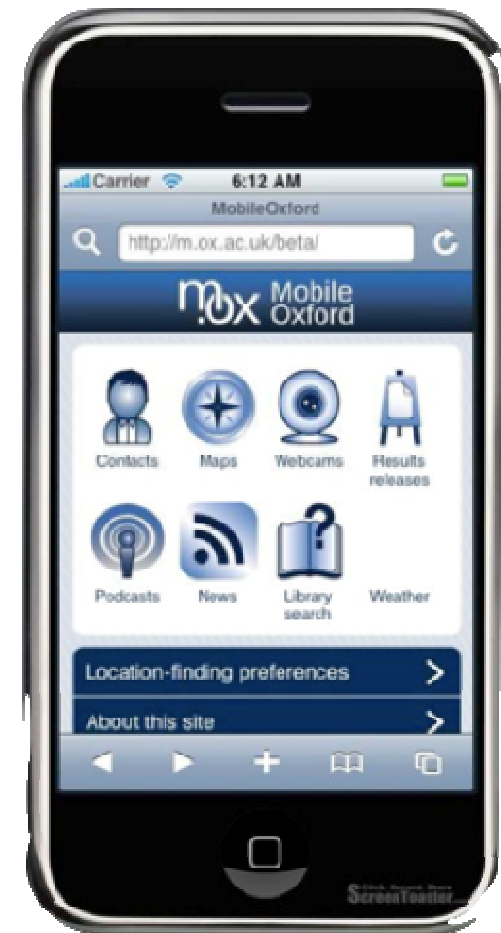 Carrier 6:12 AM
MobileOxford
http://m.ox.ac.uk/beta/
m.ox Mobile
Oxford
Contacts Maps Webcams Results
releases
Podcasts News Library Weather
search
Location-finding preferences
About this site
ScreenToaster